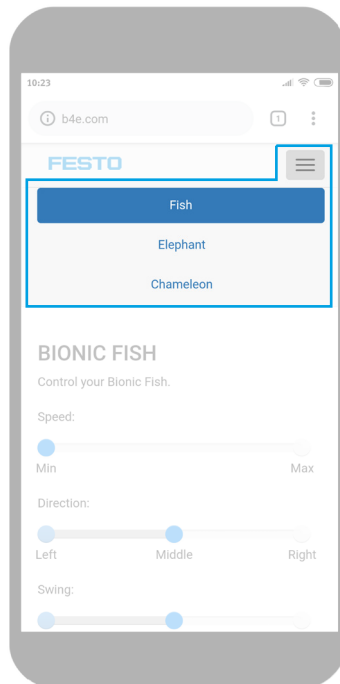 10:23
b4e.com
1
FESTO
Fish
Elephant
Chameleon
BIONIC FISH
Control your Bionic Fish.
Speed:
Min Max
Direction:
Left Middle Right
Swing: